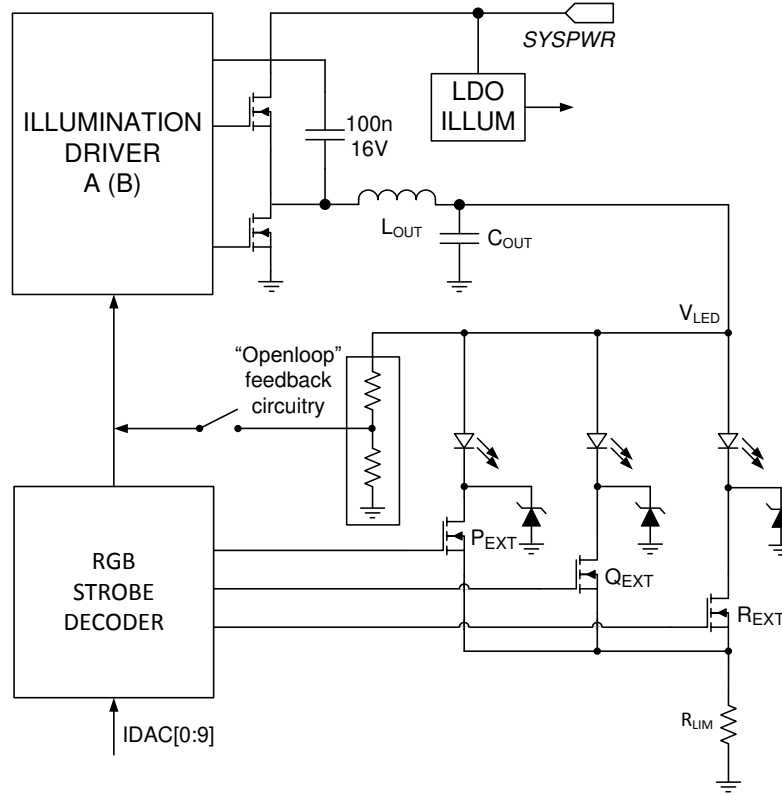 SYSPWR
ILLUMINATION
DRIVER
A (B)
LDO
ILLUM
100n
16V
LOUT
COUT
VLED
“Openloop”
feedback
circuitry
PEXT
QEXT
REXT
RGB
STROBE
DECODER
IDAC[0:9]
RLIM